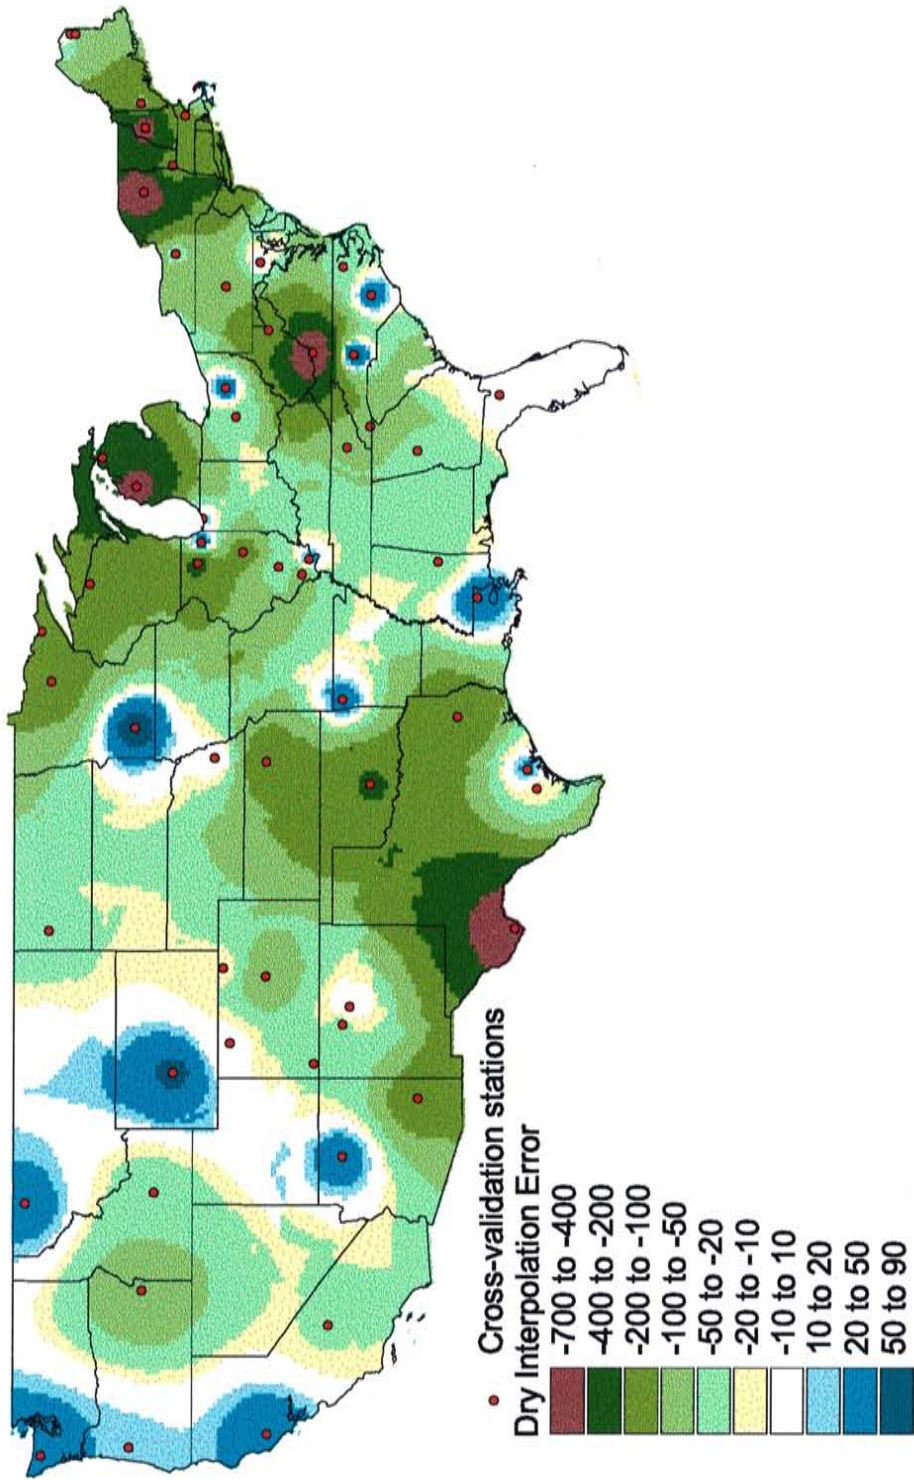 Cross-validation stations
Dry Interpolation Error
-700 to -400
-400 to -200
-200 to -100
-100 to -50
-50 to -20
-20 to -10
-10 to 10
10 to 20
20 to 50
50 to 90